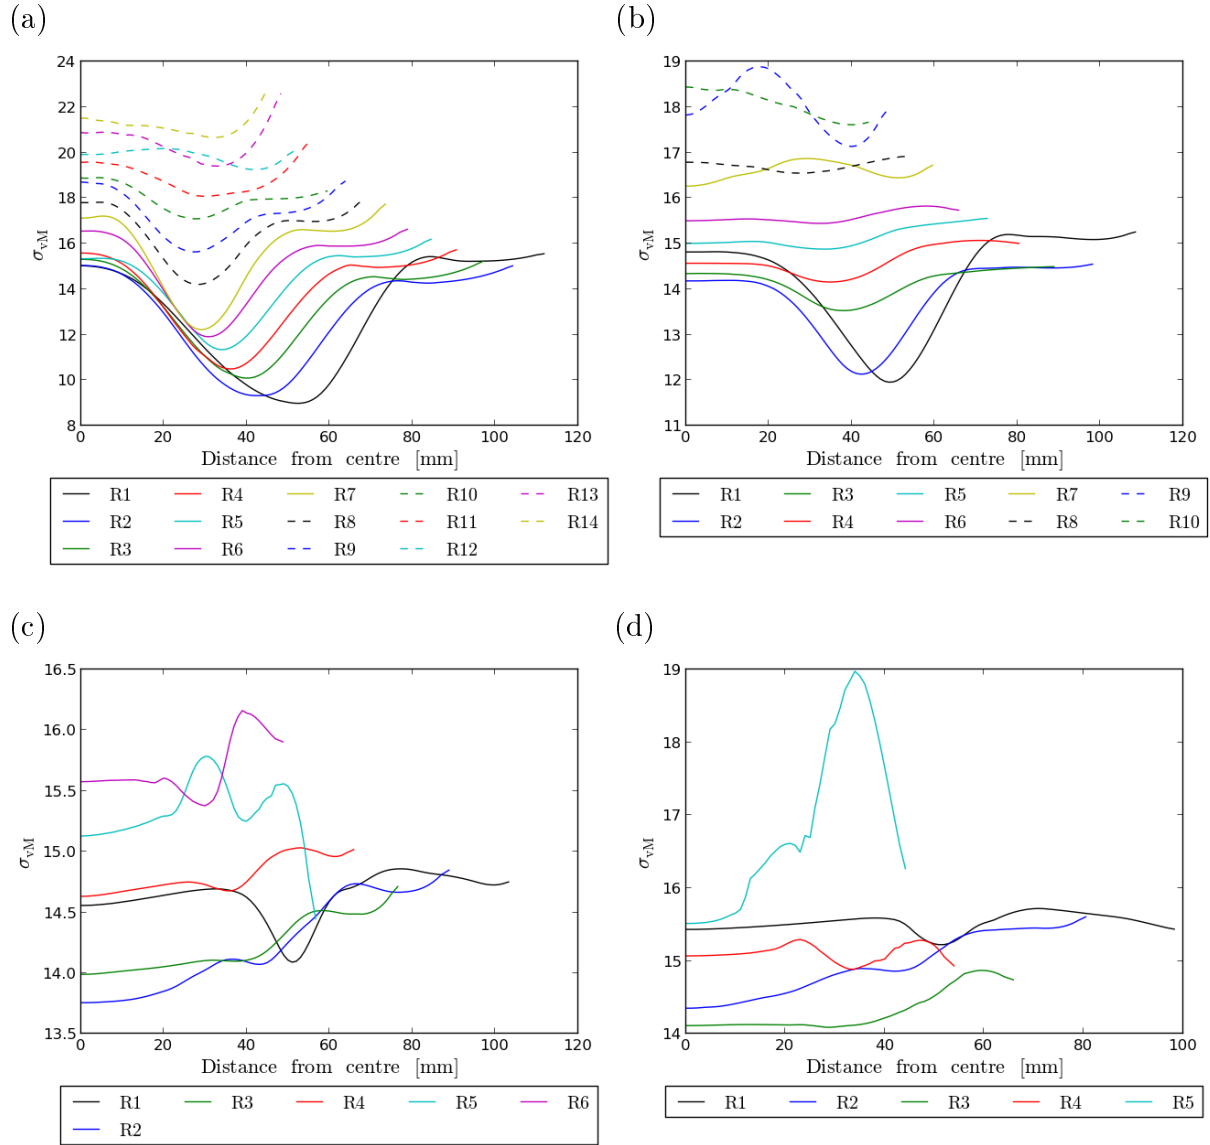 (a)
24
22
20
18
16
14
12
10
8
σvM
0 20 40 60 80 100 120
Distance from centre [mm]
R1 R4 R7 R10 R13
R2 R5 R8 R11 R14
R3 R6 R9 R12
(b)
19
18
17
16
15
14
13
12
11
σvM
0 20 40 60 80 100 120
Distance from centre [mm]
R1 R3 R5 R7 R9
R2 R4 R6 R8 R10
(c)
16.5
16.0
15.5
15.0
14.5
14.0
13.5
σvM
0 20 40 60 80 100 120
Distance from centre [mm]
R1 R3 R4 R5 R6
R2
(d)
19
18
17
16
15
14
σvM
0 20 40 60 80 100
Distance from centre [mm]
R1 R2 R3 R4 R5